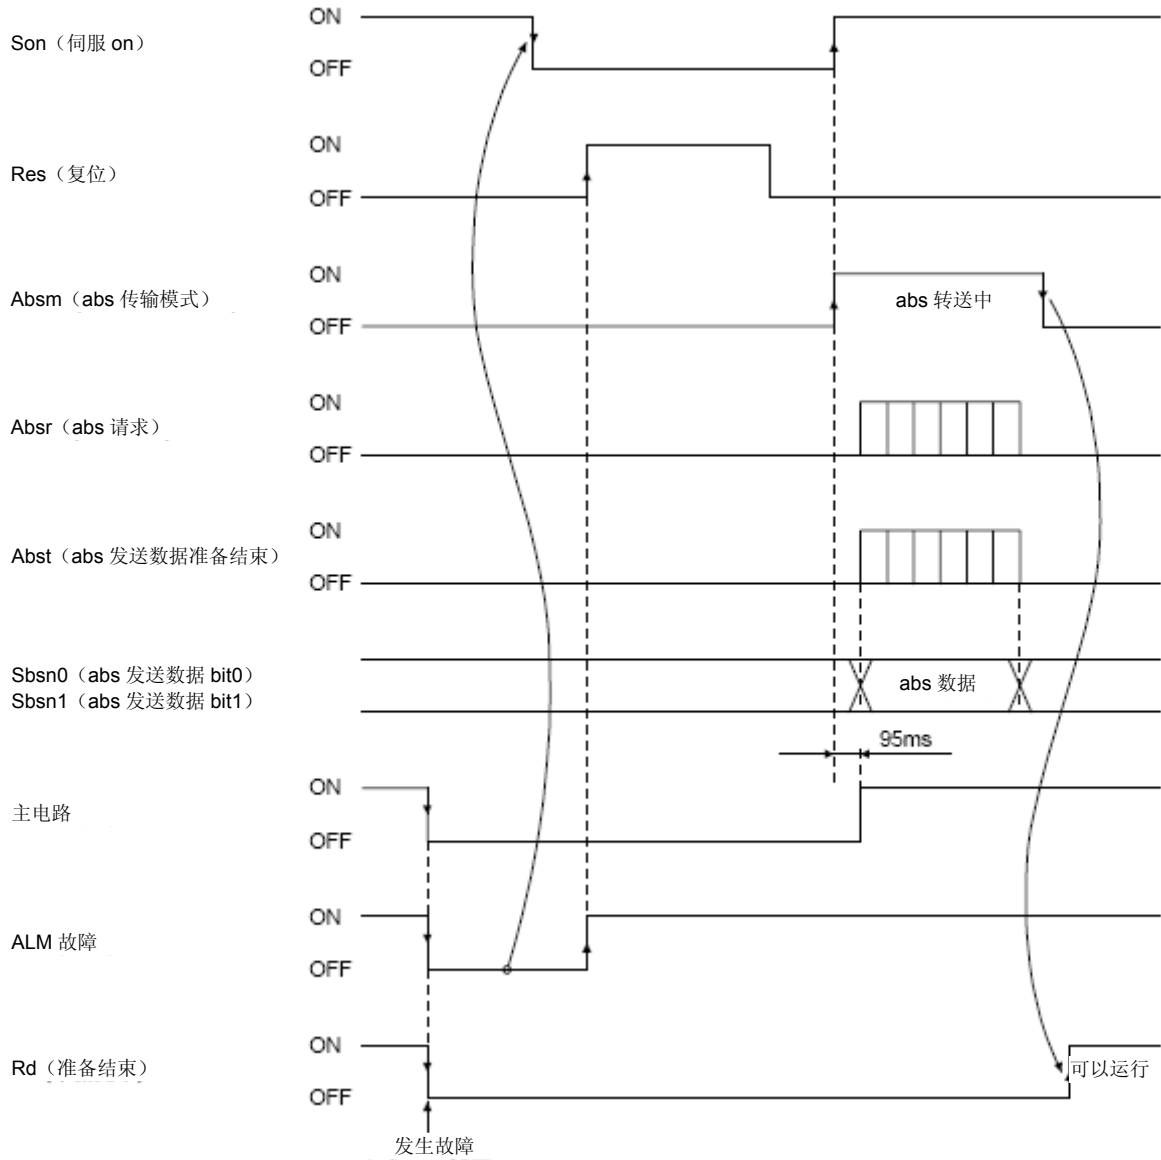 ON
Son（伺服 on）
OFF
ON
Res（复位）
OFF
ON
Absm（abs 传输模式）
abs 转送中
OFF
ON
Absr（abs 请求）
OFF
ON
Abst（abs 发送数据准备结束）
OFF
Sbsn0（abs 发送数据 bit0）
abs 数据
Sbsn1（abs 发送数据 bit1）
95ms
ON
主电路
OFF
ON
ALM 故障
OFF
ON
Rd（准备结束）
可以运行
OFF
发生故障